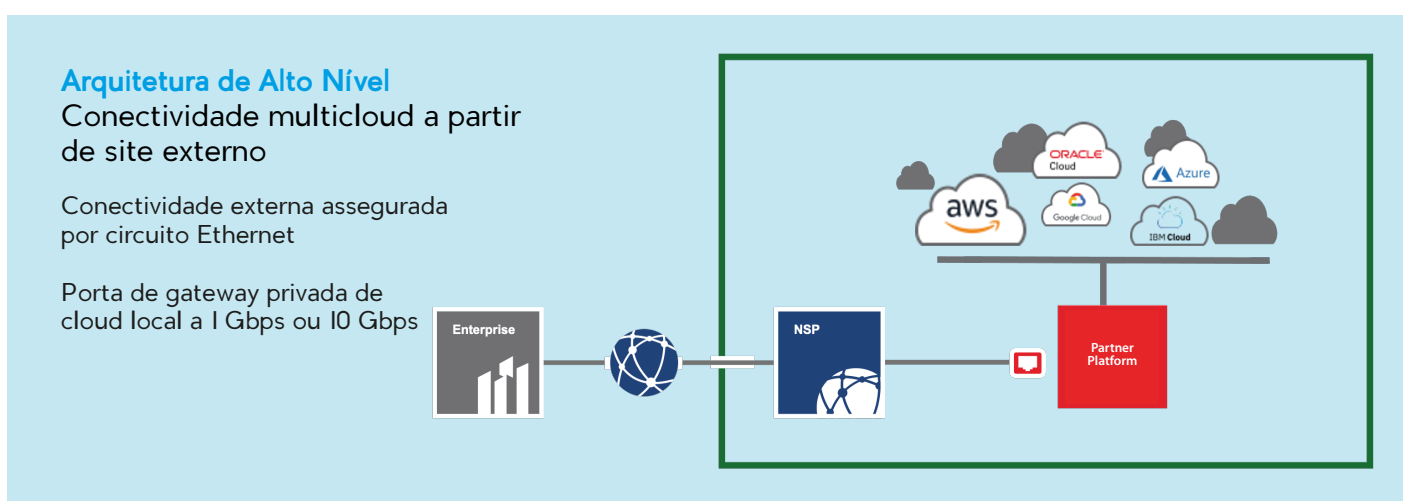 Arquitetura de Alto Nível
Conectividade multicloud a partir
de site externo
Conectividade externa assegurada
por circuito Ethernet
Porta de gateway privada de
cloud local a 1 Gbps ou 10 Gbps
Enterprise
NSP
Partner
Platform
ORACLE
Cloud
Azure
aws
Google Cloud
IBM Cloud